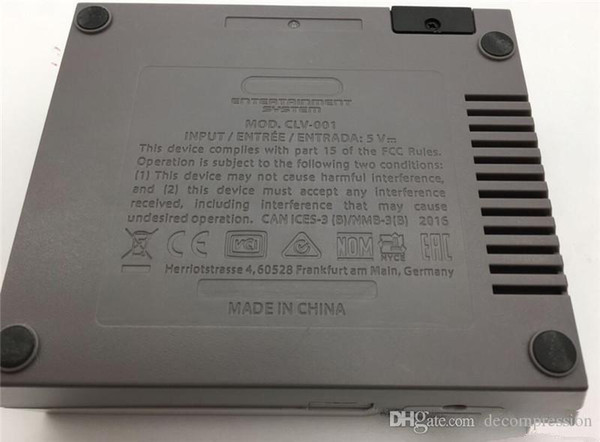 ENTERTAINMENT
SYSTEM
MOD. CLV-001
INPUT / ENTRÉE / ENTRADA: 5 V⎓
This device complies with part 15 of the FCC Rules.
Operation is subject to the following two conditions:
(1) This device may not cause harmful interference,
and (2) this device must accept any interference
received, including interference that may cause
undesired operation. CAN ICES-3 (B)/NMB-3(B) 2016
CE VCI NOM NYCE EAC
Herriotstrasse 4, 60528 Frankfurt am Main, Germany
MADE IN CHINA
DHgate.com decompression